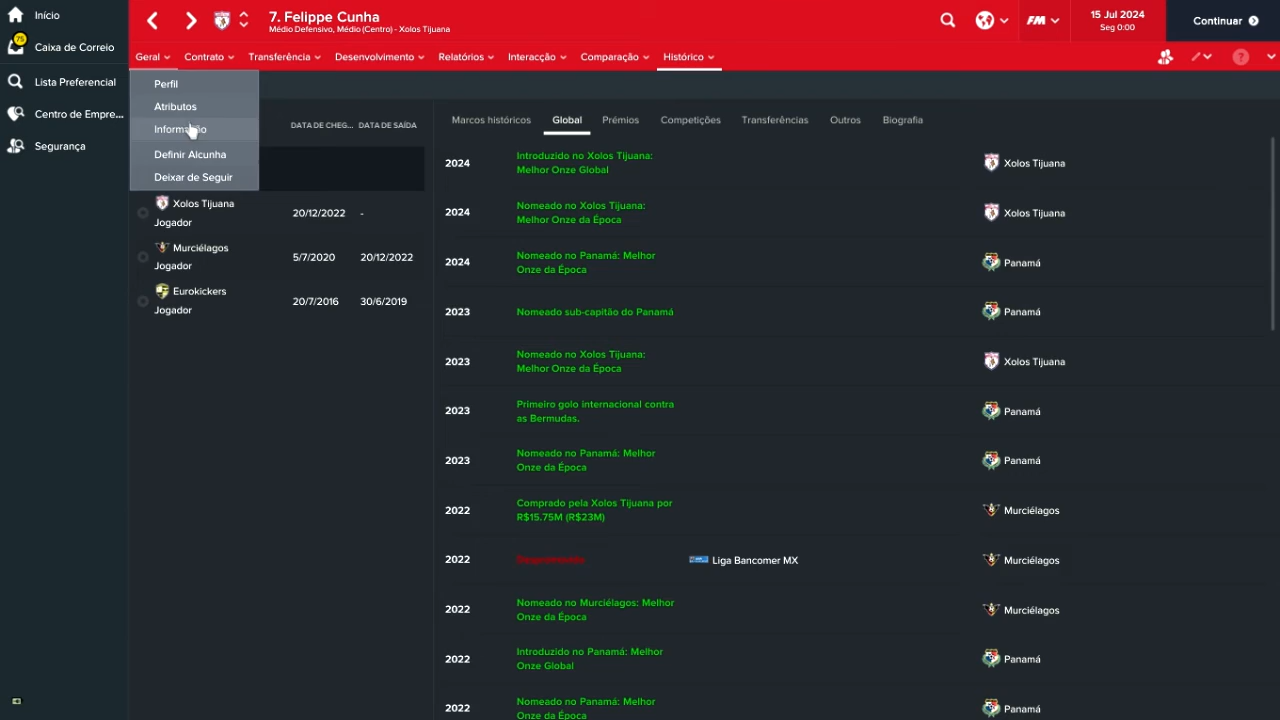 Início
75
Caixa de Correio
Lista Preferencial
Centro de Empre...
Segurança
7. Felippe Cunha
Médio Defensivo, Médio (Centro) - Xolos Tijuana
FM
15 Jul 2024
Seg 0:00
Continuar
Geral
Contrato
Transferência
Desenvolvimento
Relatórios
Interacção
Comparação
Histórico
?
Perfil
Atributos
Informação
Definir Alcunha
Deixar de Seguir
DATA DE CHEG... DATA DE SAÍDA
Xolos Tijuana
Jogador
20/12/2022 -
Murciélagos
Jogador
5/7/2020 20/12/2022
Eurokickers
Jogador
20/7/2016 30/6/2019
Marcos históricos Global Prémios Competições Transferências Outros Biografia
2024
Introduzido no Xolos Tijuana:
Melhor Onze Global
Xolos Tijuana
2024
Nomeado no Xolos Tijuana:
Melhor Onze da Época
Xolos Tijuana
2024
Nomeado no Panamá: Melhor
Onze da Época
Panamá
2023
Nomeado sub-capitão do Panamá
Panamá
2023
Nomeado no Xolos Tijuana:
Melhor Onze da Época
Xolos Tijuana
2023
Primeiro golo internacional contra
as Bermudas.
Panamá
2023
Nomeado no Panamá: Melhor
Onze da Época
Panamá
2022
Comprado pela Xolos Tijuana por
R$15.75M (R$23M)
Murciélagos
2022
Liga Bancomer MX
Murciélagos
2022
Nomeado no Murciélagos: Melhor
Onze da Época
Murciélagos
2022
Introduzido no Panamá: Melhor
Onze Global
Panamá
2022
Nomeado no Panamá: Melhor
Onze da Época
Panamá